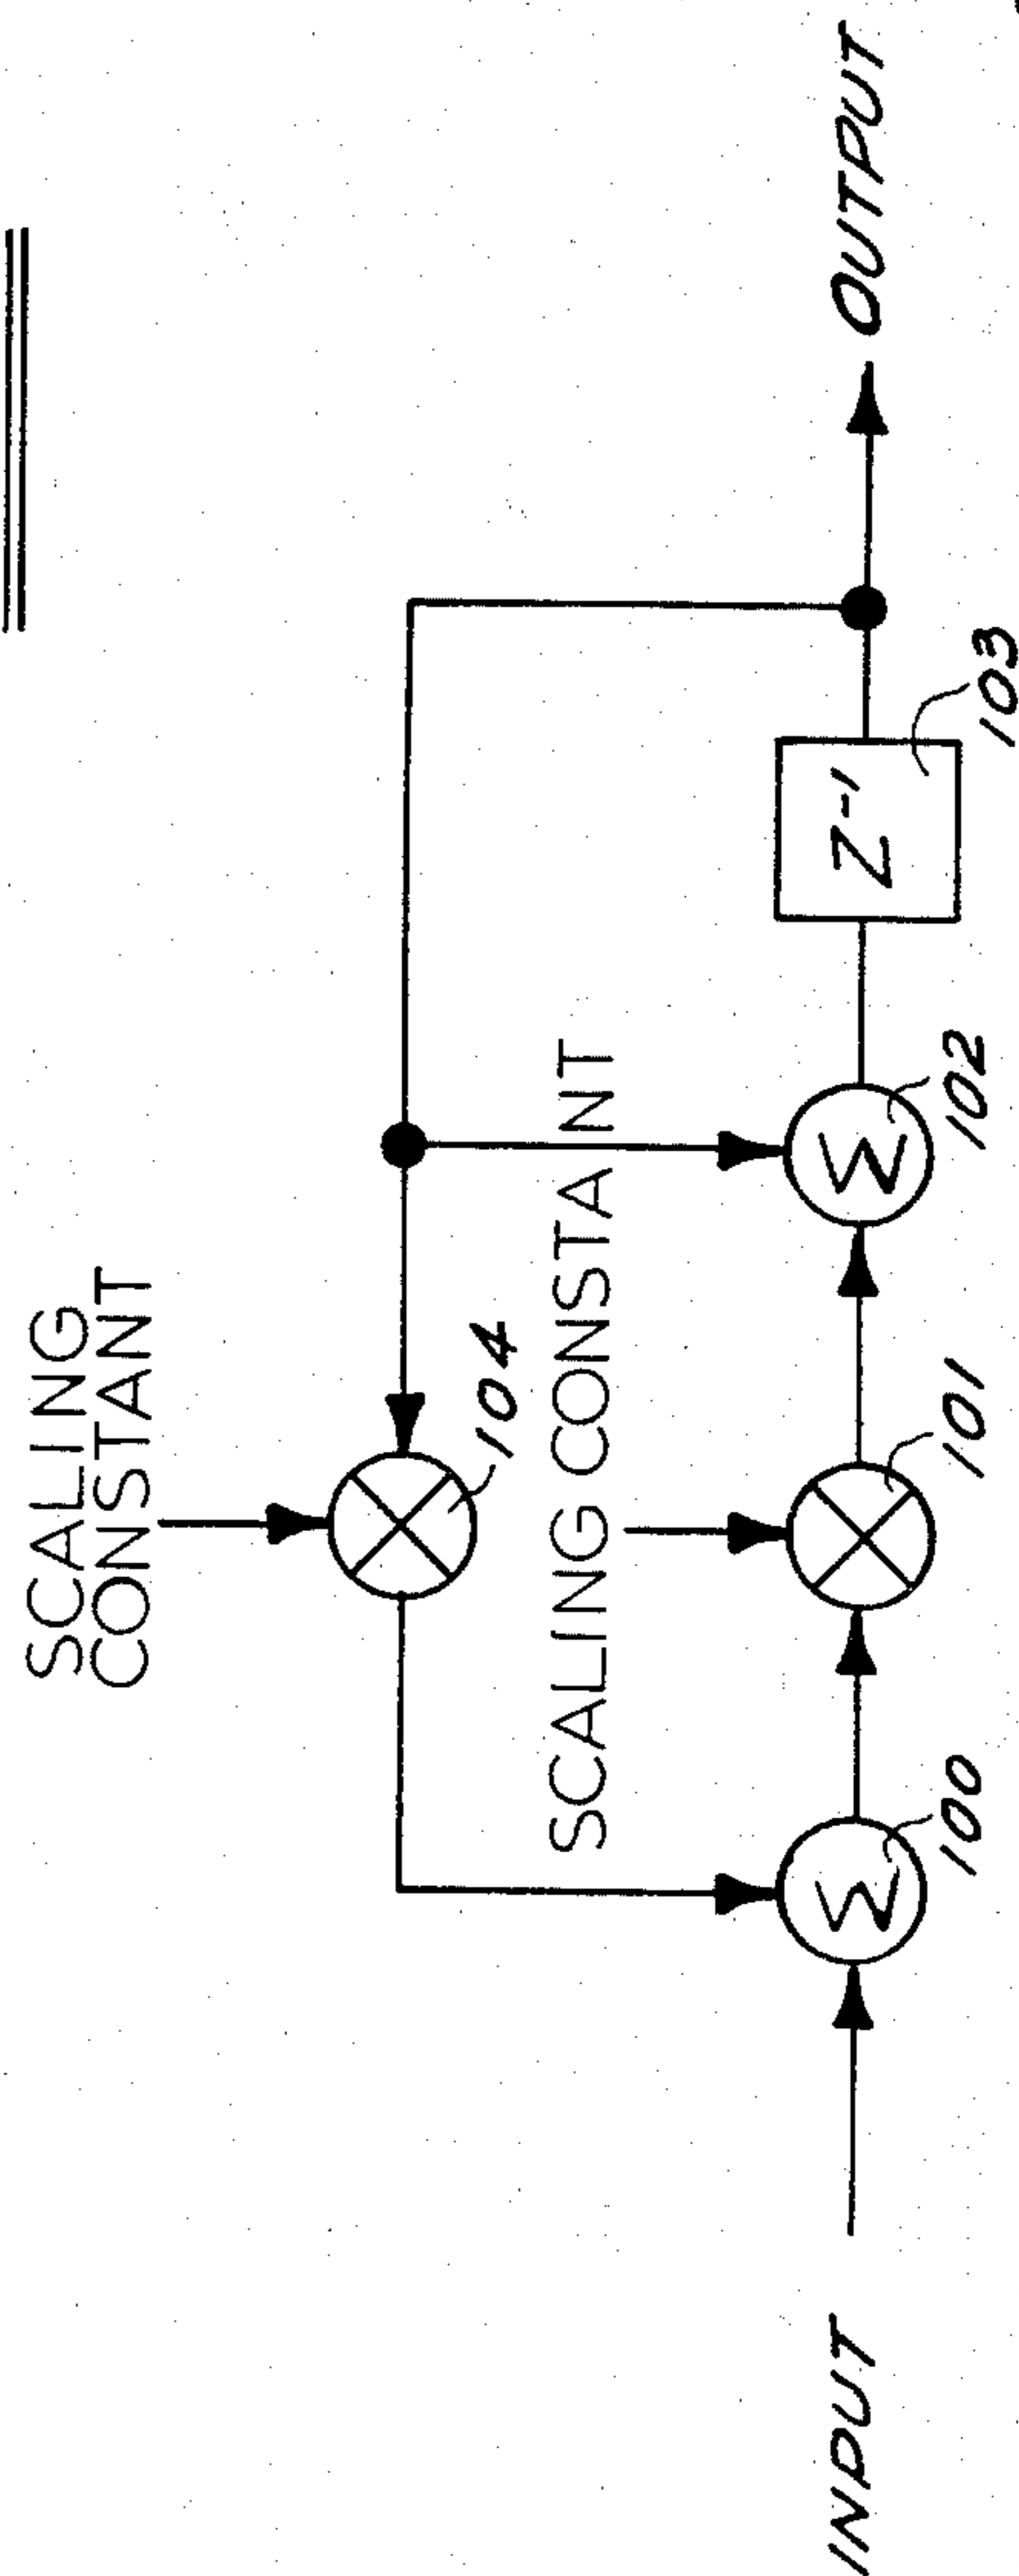 SCALING
CONSTANT
104
SCALING CONSTANT
INPUT
Σ
Σ
Z⁻¹
OUTPUT
100
101
102
103